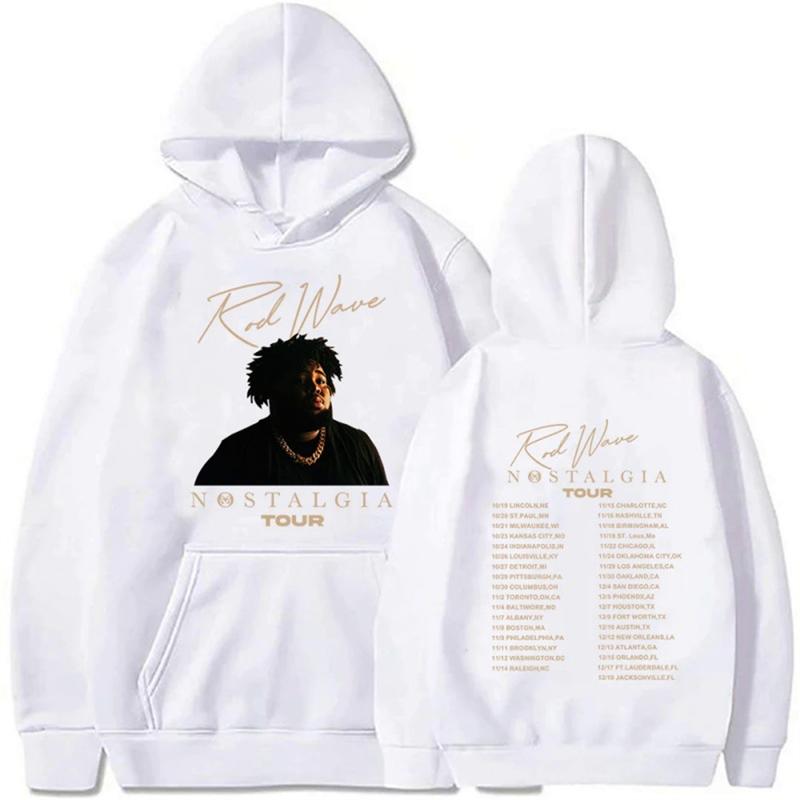 Rod Wave
NOSTALGIA
TOUR
Rod Wave
NOSTALGIA
TOUR
10/19 LINCOLN,NE
10/20 ST.PAUL,MN
10/21 MILWAUKEE,WI
10/23 KANSAS CITY,MO
10/24 INDIANAPOLIS,IN
10/26 LOUISVILLE,KY
10/27 DETROIT,MI
10/29 PITTSBURGH,PA
10/30 COLUMBUS,OH
11/2 TORONTO,ON,CA
11/4 BALTIMORE,MD
11/7 ALBANY,NY
11/8 BOSTON,MA
11/9 PHILADELPHIA,PA
11/11 BROOKLYN,NY
11/12 WASHINGTON,DC
11/14 RALEIGH,NC
11/15 CHARLOTTE,NC
11/16 NASHVILLE,TN
11/18 BIRMINGHAM,AL
11/19 ST. Lous,Mo
11/22 CHICAGO,IL
11/24 OKLAHOMA CITY,OK
11/29 LOS ANGELES,CA
11/30 OAKLAND,CA
12/4 SAN DIEGO,CA
12/5 PHOENDX,AZ
12/7 HOUSTON,TX
12/9 FORT WORTH,TX
12/10 AUSTIN,TX
12/12 NEW ORLEANS,LA
12/13 ATLANTA,GA
12/15 ORLANDO,FL
12/17 FT.LAUDERDALE,FL
12/18 JACKSONVILLE,FL